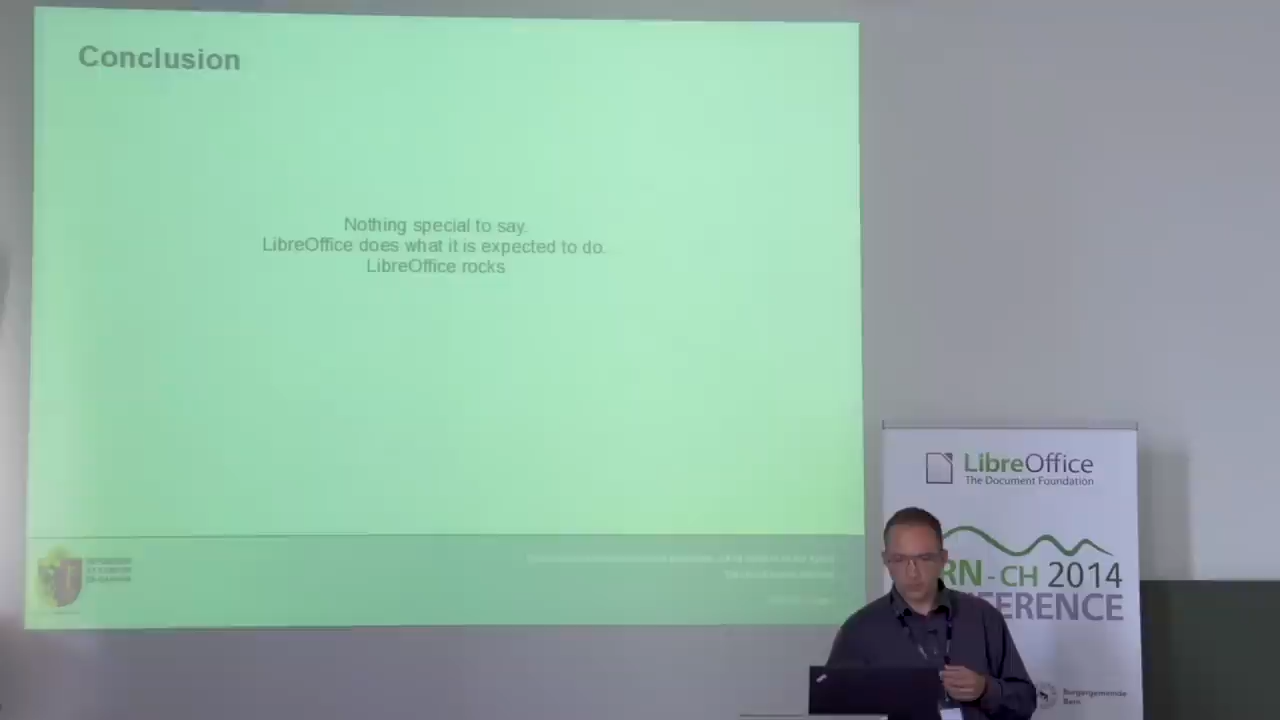 Conclusion
Nothing special to say.
LibreOffice does what it is expected to do.
LibreOffice rocks
LibreOffice
The Document Foundation
RN - CH 2014
FERENCE
Burgergemeinde
Bern